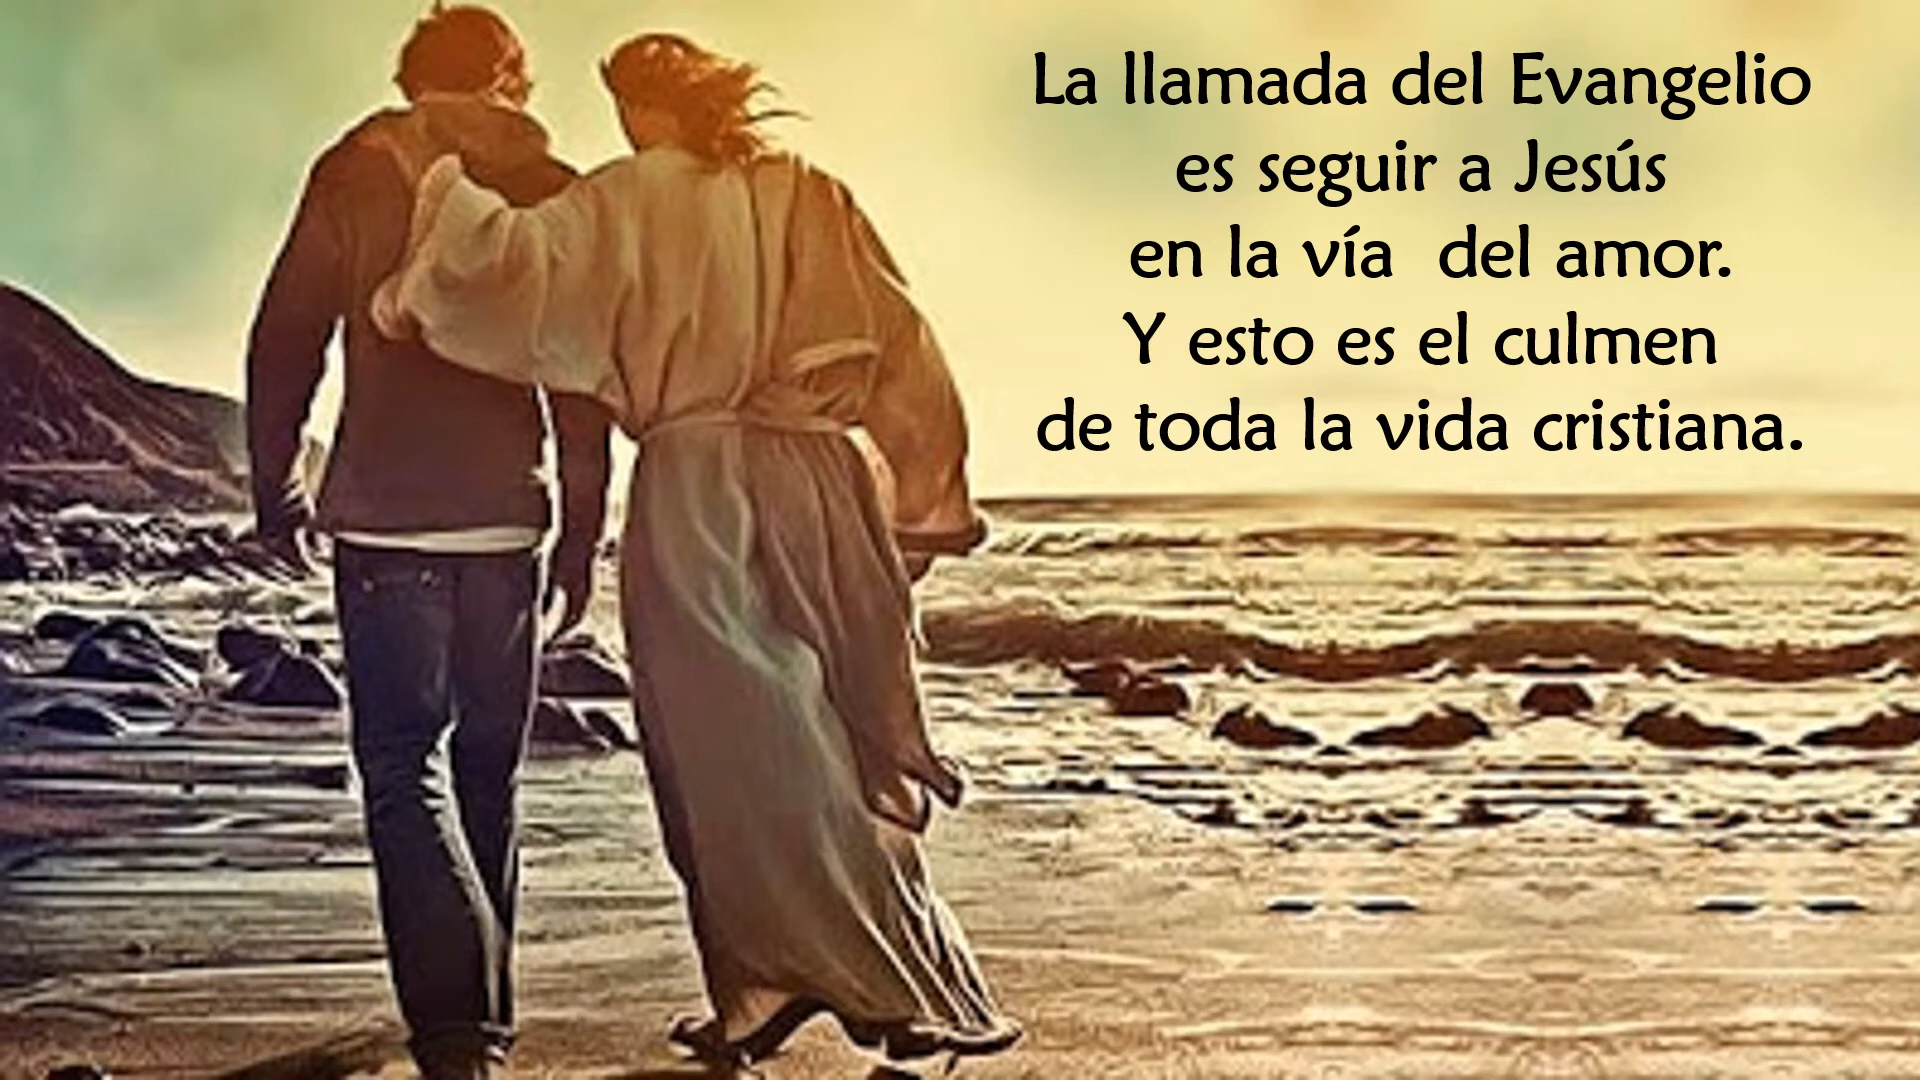 La llamada del Evangelio
es seguir a Jesús
en la vía del amor.
Y esto es el culmen
de toda la vida cristiana.